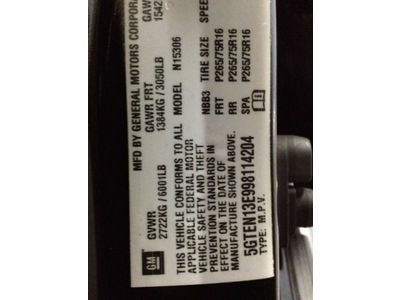 MFD BY GENERAL MOTORS CORPORA
GVWR GAWR FRT GAWR
2722KG / 6001LB 1384KG / 3050LB 1542
GM
THIS VEHICLE CONFORMS TO ALL
APPLICABLE FEDERAL MOTOR
VEHICLE SAFETY AND THEFT
PREVENTION STANDARDS IN
EFFECT ON THE DATE OF
MANUFACTURE SHOWN ABOVE.
5GTEN13E998114204
TYPE: M.P.V.
MODEL N15306
NBB3 TIRE SIZE S
FRT P265/75R16
RR P265/75R16
SPA P265/75R16